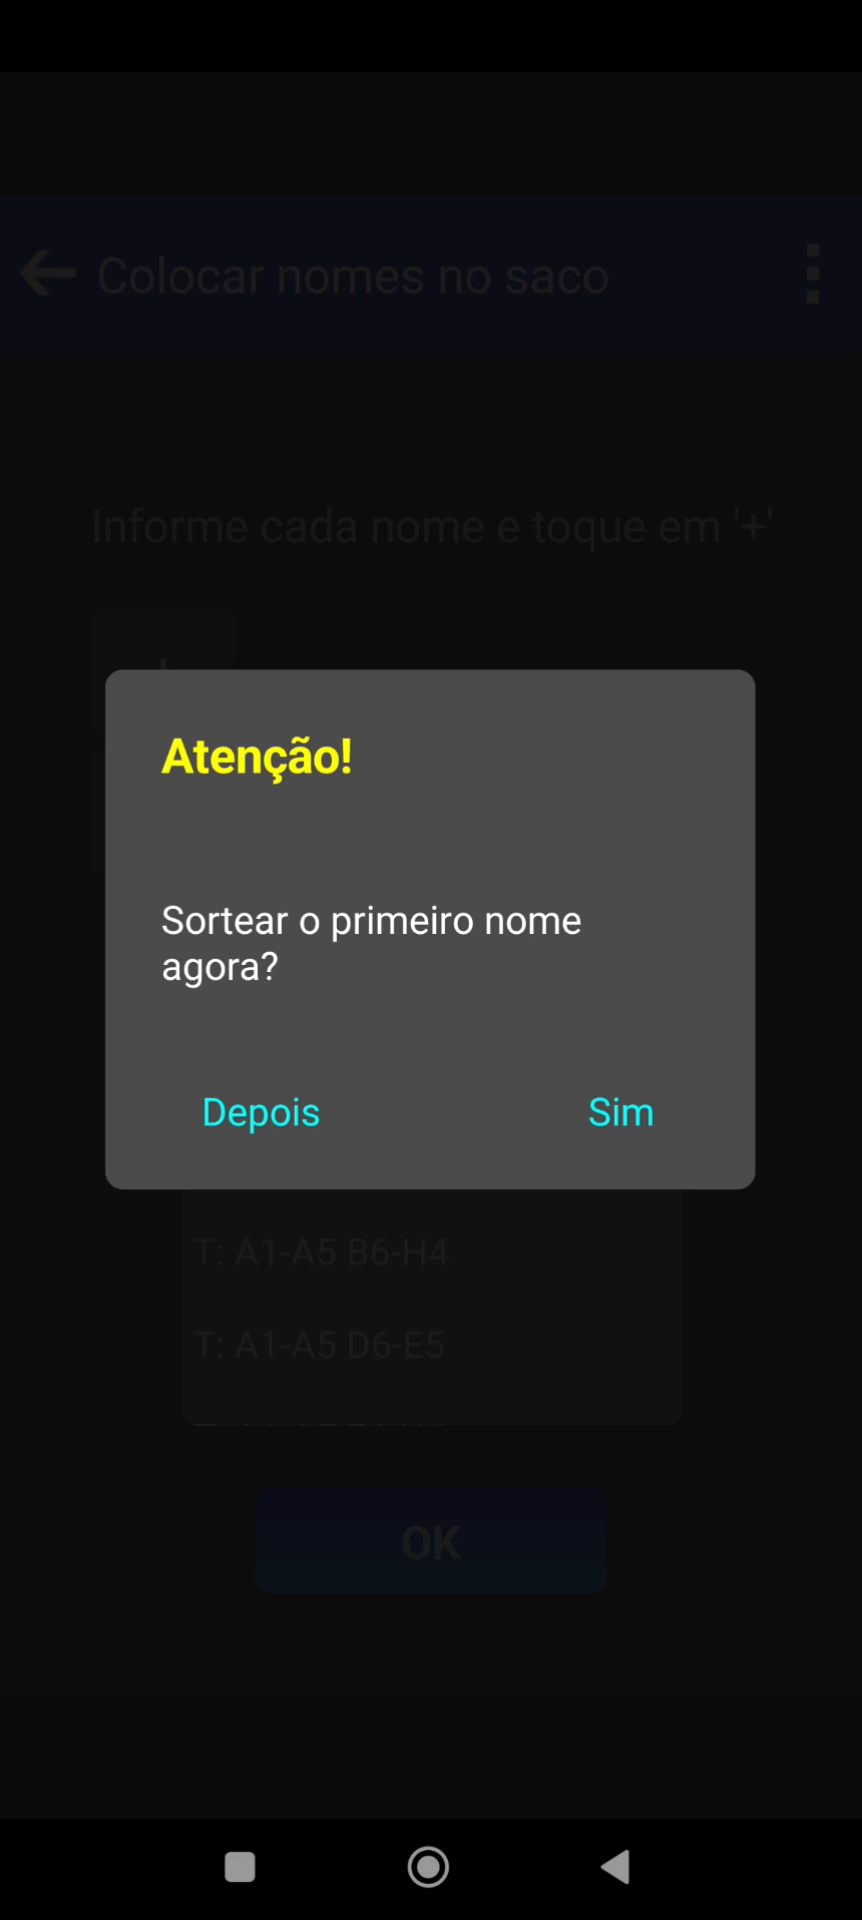 Colocar nomes no saco
Informe cada nome e toque em '+'
Atenção!
Sortear o primeiro nome
agora?
Depois Sim
T: A1-A5 B6-H4
T: A1-A5 D6-E5
OK